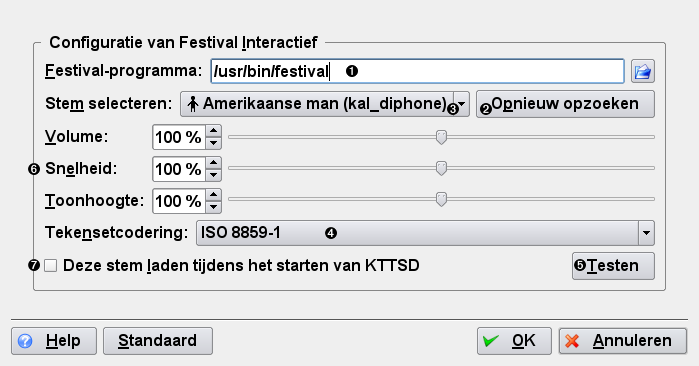 Configuratie van Festival Interactief
Festival-programma: /usr/bin/festival ❶
Stem selecteren: Amerikaanse man (kal_diphone) ❸ ❷ Opnieuw opzoeken
Volume: 100 %
❻ Snelheid: 100 %
Toonhoogte: 100 %
Tekensetcodering: ISO 8859-1 ❹
❼ Deze stem laden tijdens het starten van KTTSD ❺ Testen
Help Standaard OK Annuleren